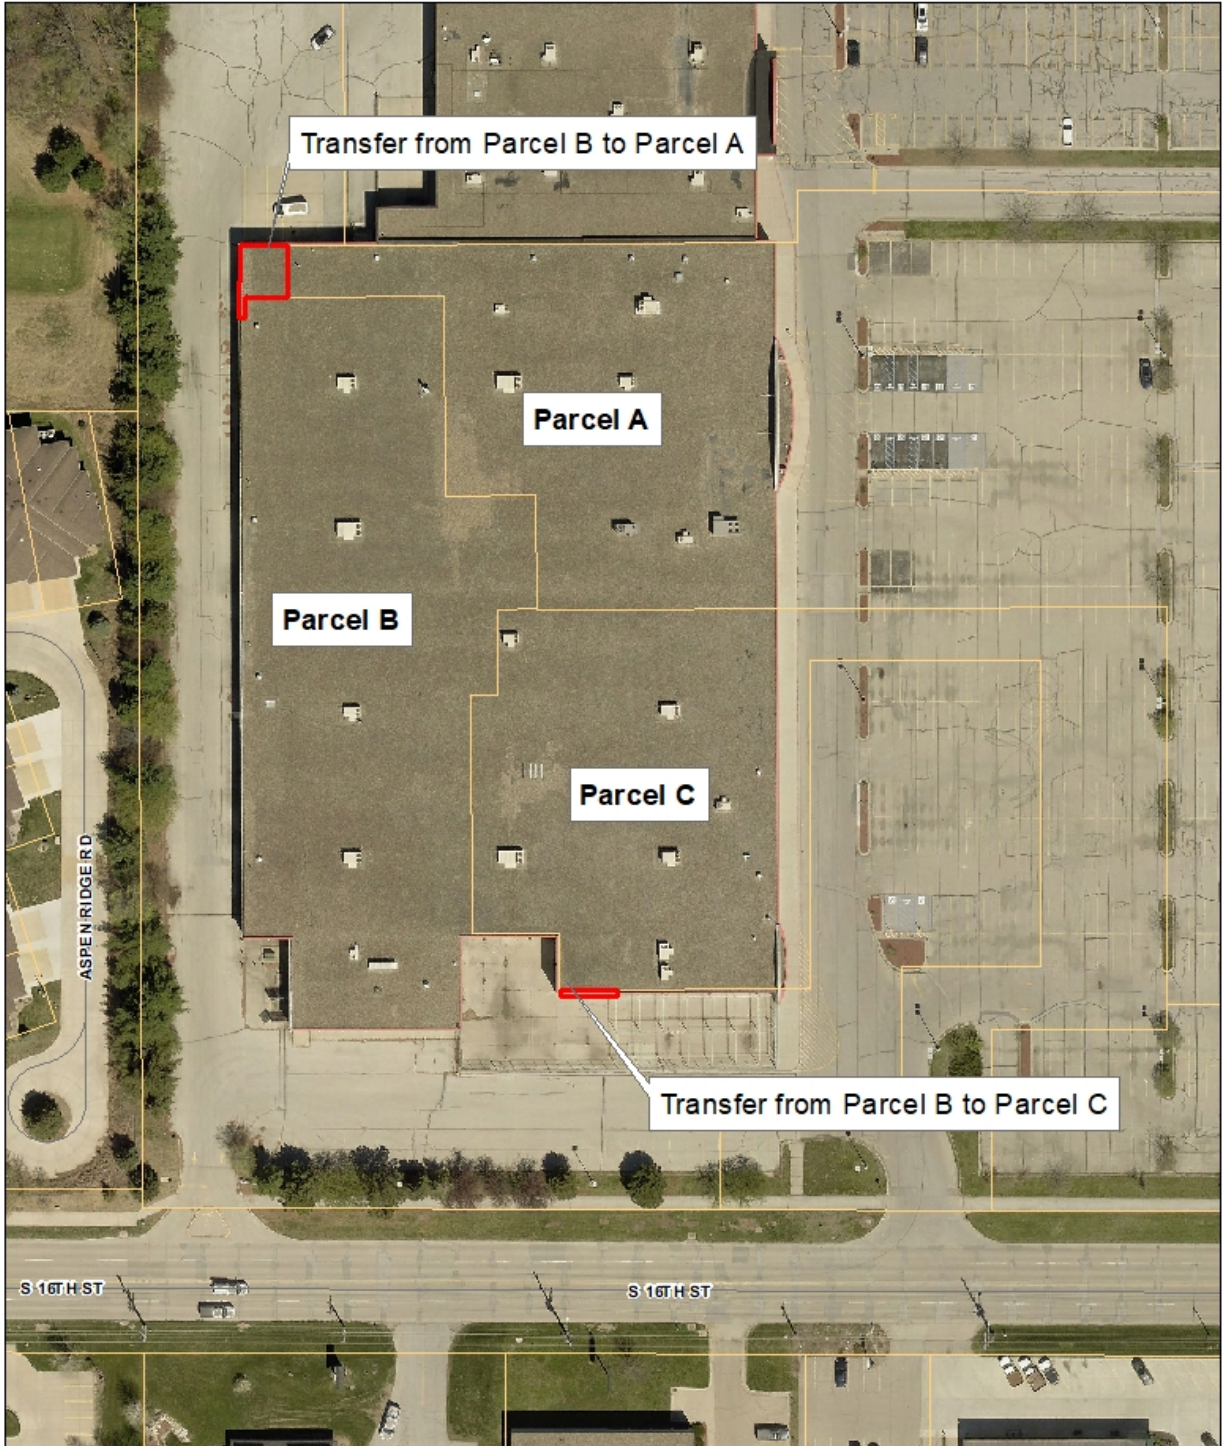 Transfer from Parcel B to Parcel A
Parcel A
Parcel B
Parcel C
ASPEN RIDGE RD
Transfer from Parcel B to Parcel C
S 16TH ST
S 16TH ST